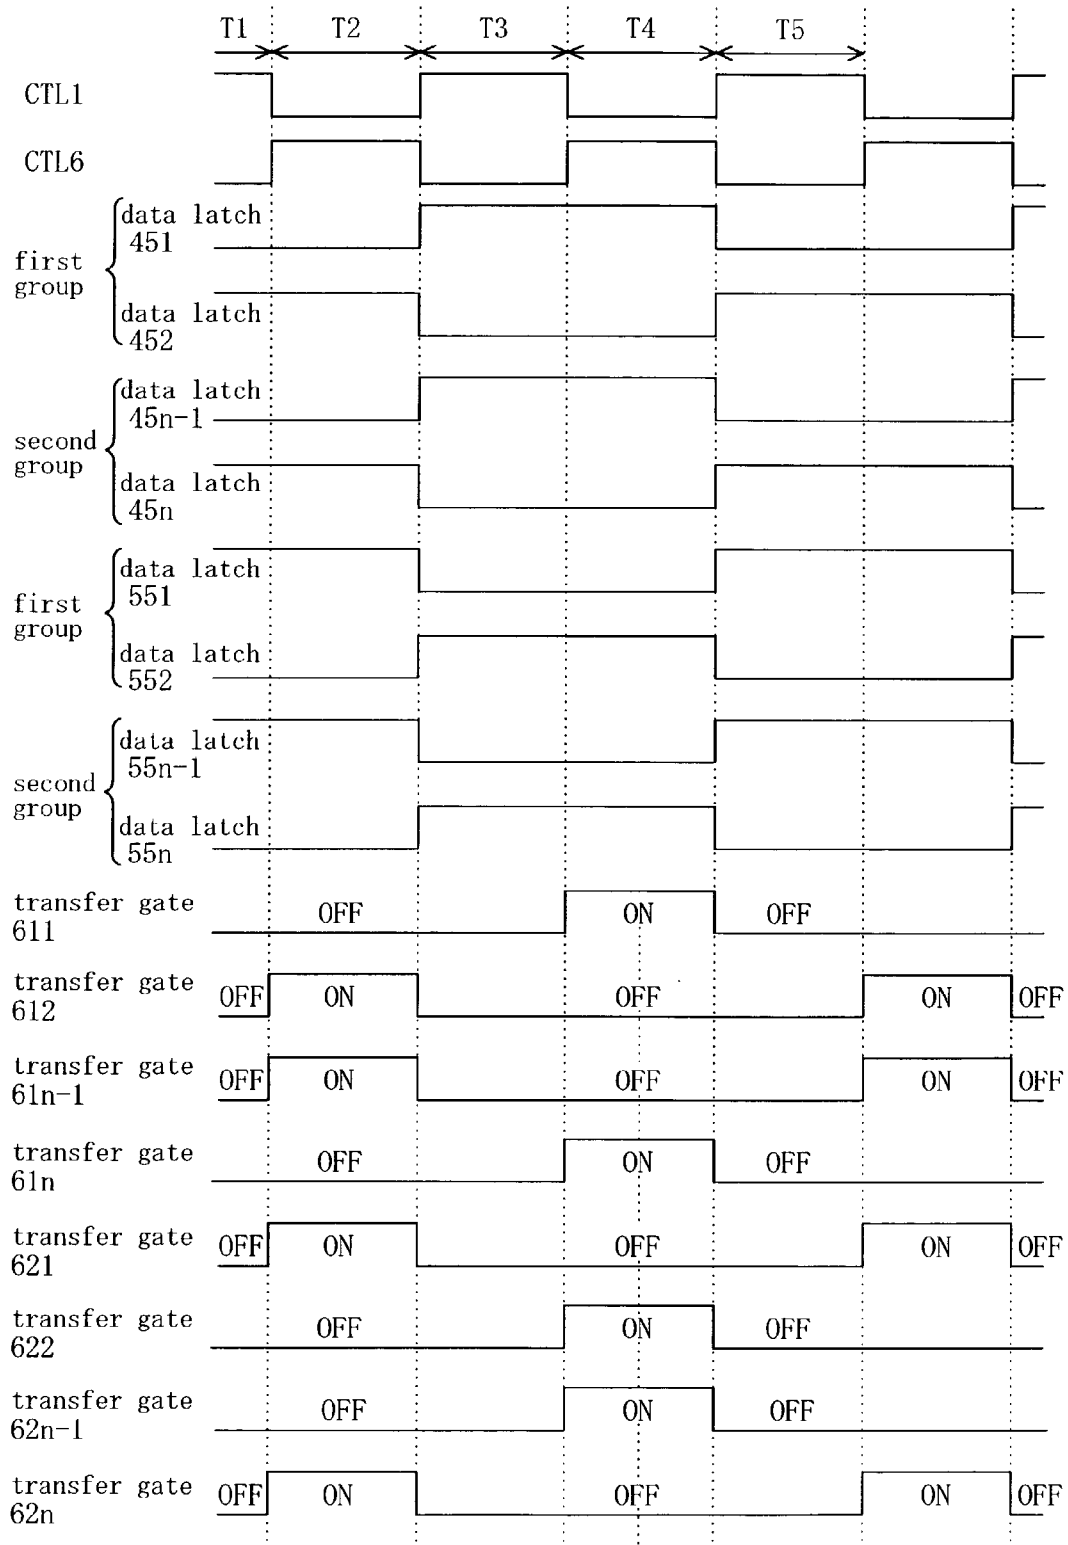 T1 T2 T3 T4 T5
CTL1
CTL6
first
group
data latch
451
data latch
452
second
group
data latch
45n-1
data latch
45n
first
group
data latch
551
data latch
552
second
group
data latch
55n-1
data latch
55n
transfer gate
611
OFF ON OFF
transfer gate
612
OFF ON OFF ON OFF
transfer gate
61n-1
OFF ON OFF ON OFF
transfer gate
61n
OFF ON OFF
transfer gate
621
OFF ON OFF ON OFF
transfer gate
622
OFF ON OFF
transfer gate
62n-1
OFF ON OFF
transfer gate
62n
OFF ON OFF ON OFF